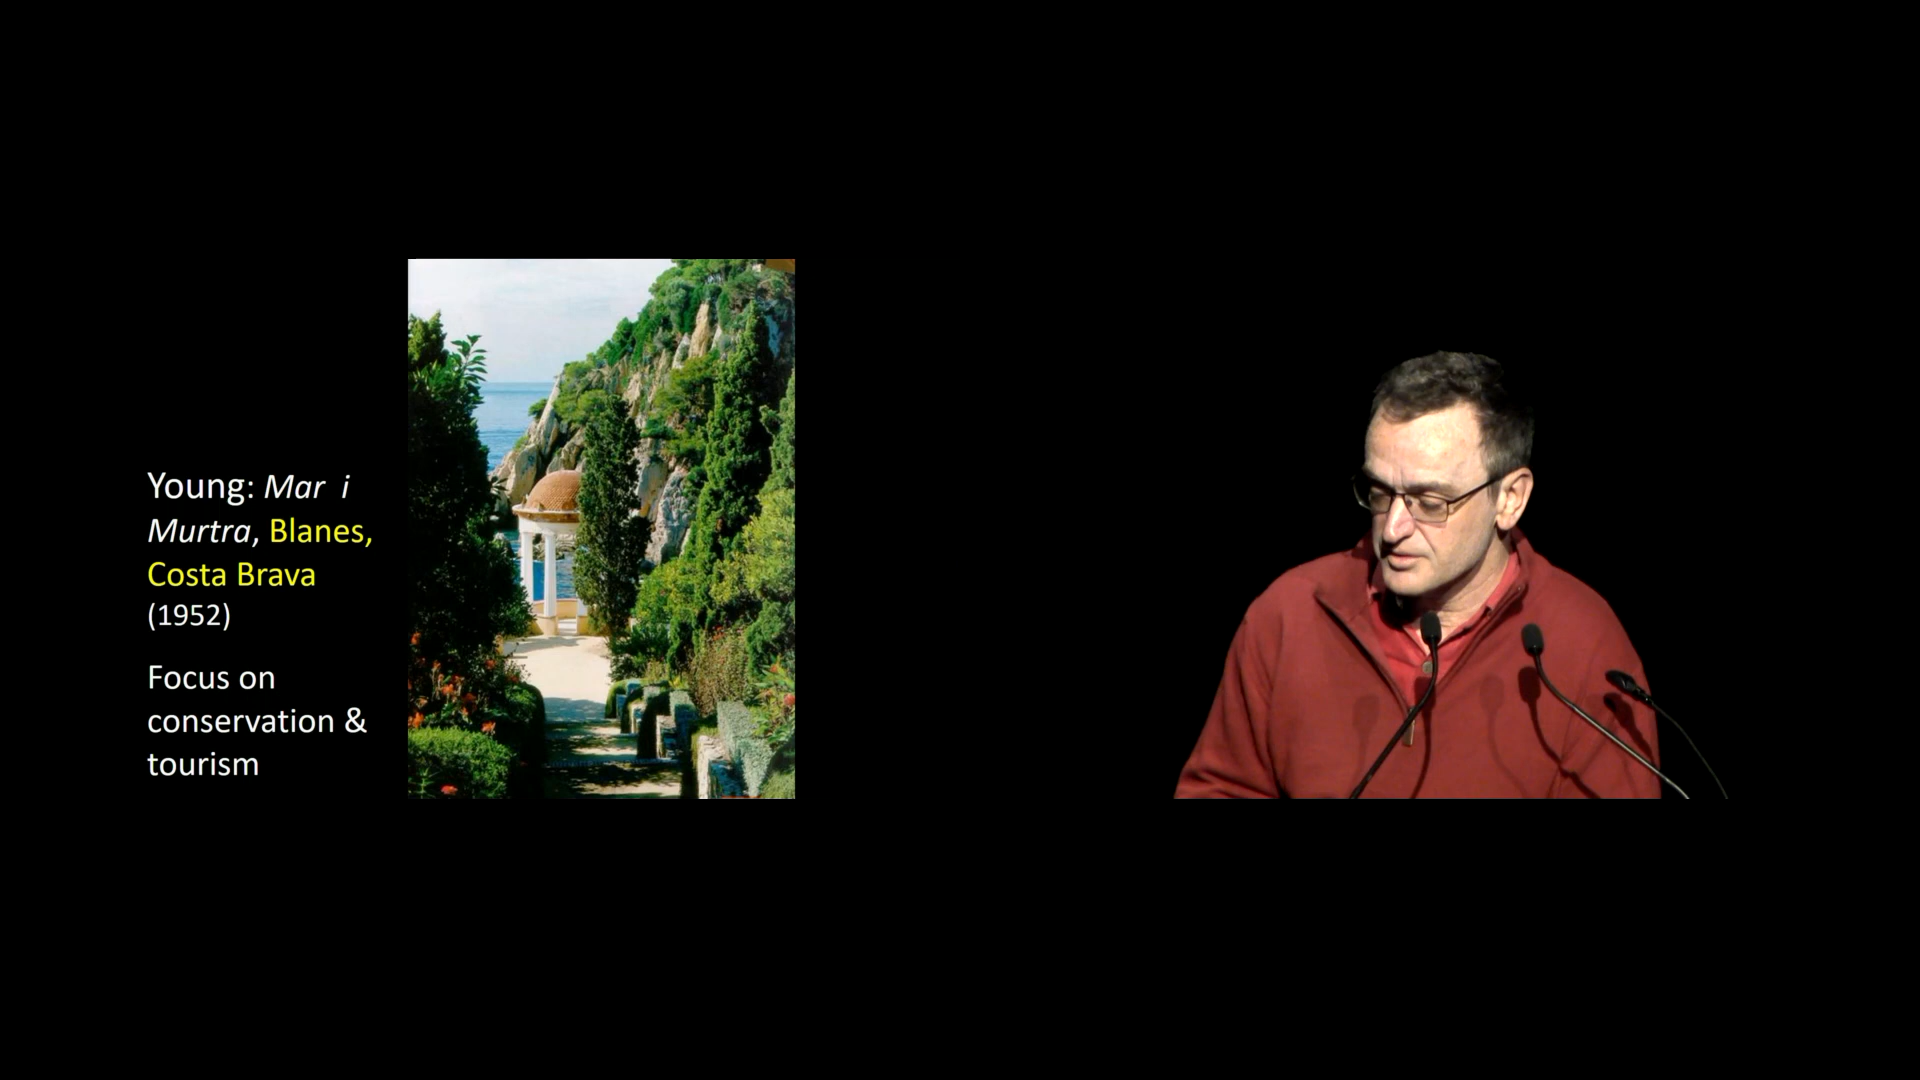 Young: Mar i
Murtra, Blanes,
Costa Brava
(1952)
Focus on
conservation &
tourism